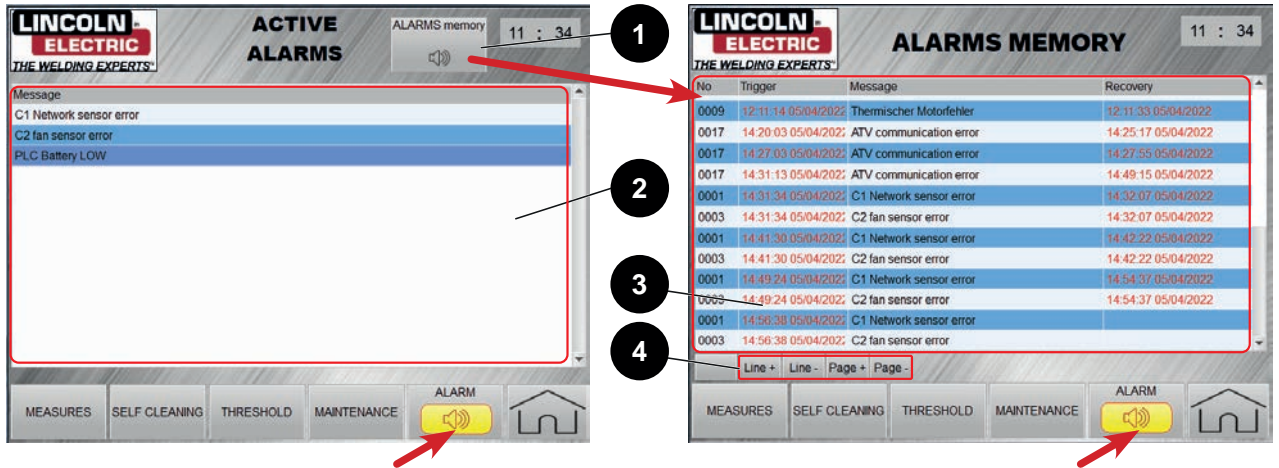 LINCOLN
ELECTRIC
THE WELDING EXPERTS
ACTIVE
ALARMS
ALARMS memory
11 : 34
1
Message
C1 Network sensor error
C2 fan sensor error
PLC Battery LOW
2
MEASURES
SELF CLEANING
THRESHOLD
MAINTENANCE
ALARM
LINCOLN
ELECTRIC
THE WELDING EXPERTS
ALARMS MEMORY
11 : 34
No Trigger Message Recovery
0009 12:11:14 05/04/2022 Thermischer Motorfehler 12:11:33 05/04/2022
0017 14:20:03 05/04/2022 ATV communication error 14:25:17 05/04/2022
0017 14:27:03 05/04/2022 ATV communication error 14:27:55 05/04/2022
0017 14:31:13 05/04/2022 ATV communication error 14:49:15 05/04/2022
0001 14:31:34 05/04/2022 C1 Network sensor error 14:32:07 05/04/2022
0003 14:31:34 05/04/2022 C2 fan sensor error 14:32:07 05/04/2022
0001 14:41:30 05/04/2022 C1 Network sensor error 14:42:22 05/04/2022
0003 14:41:30 05/04/2022 C2 fan sensor error 14:42:22 05/04/2022
0001 14:49:24 05/04/2022 C1 Network sensor error 14:54:37 05/04/2022
0003 14:49:24 05/04/2022 C2 fan sensor error 14:54:37 05/04/2022
0001 14:56:38 05/04/2022 C1 Network sensor error
0003 14:56:38 05/04/2022 C2 fan sensor error
3
4
Line + Line - Page + Page -
MEASURES
SELF CLEANING
THRESHOLD
MAINTENANCE
ALARM